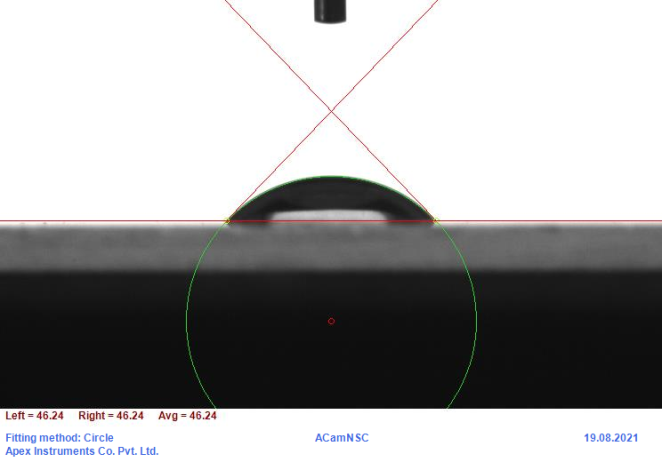 Left = 46.24 Right = 46.24 Avg = 46.24
Fitting method: Circle ACamNSC 19.08.2021
Apex Instruments Co. Pvt. Ltd.